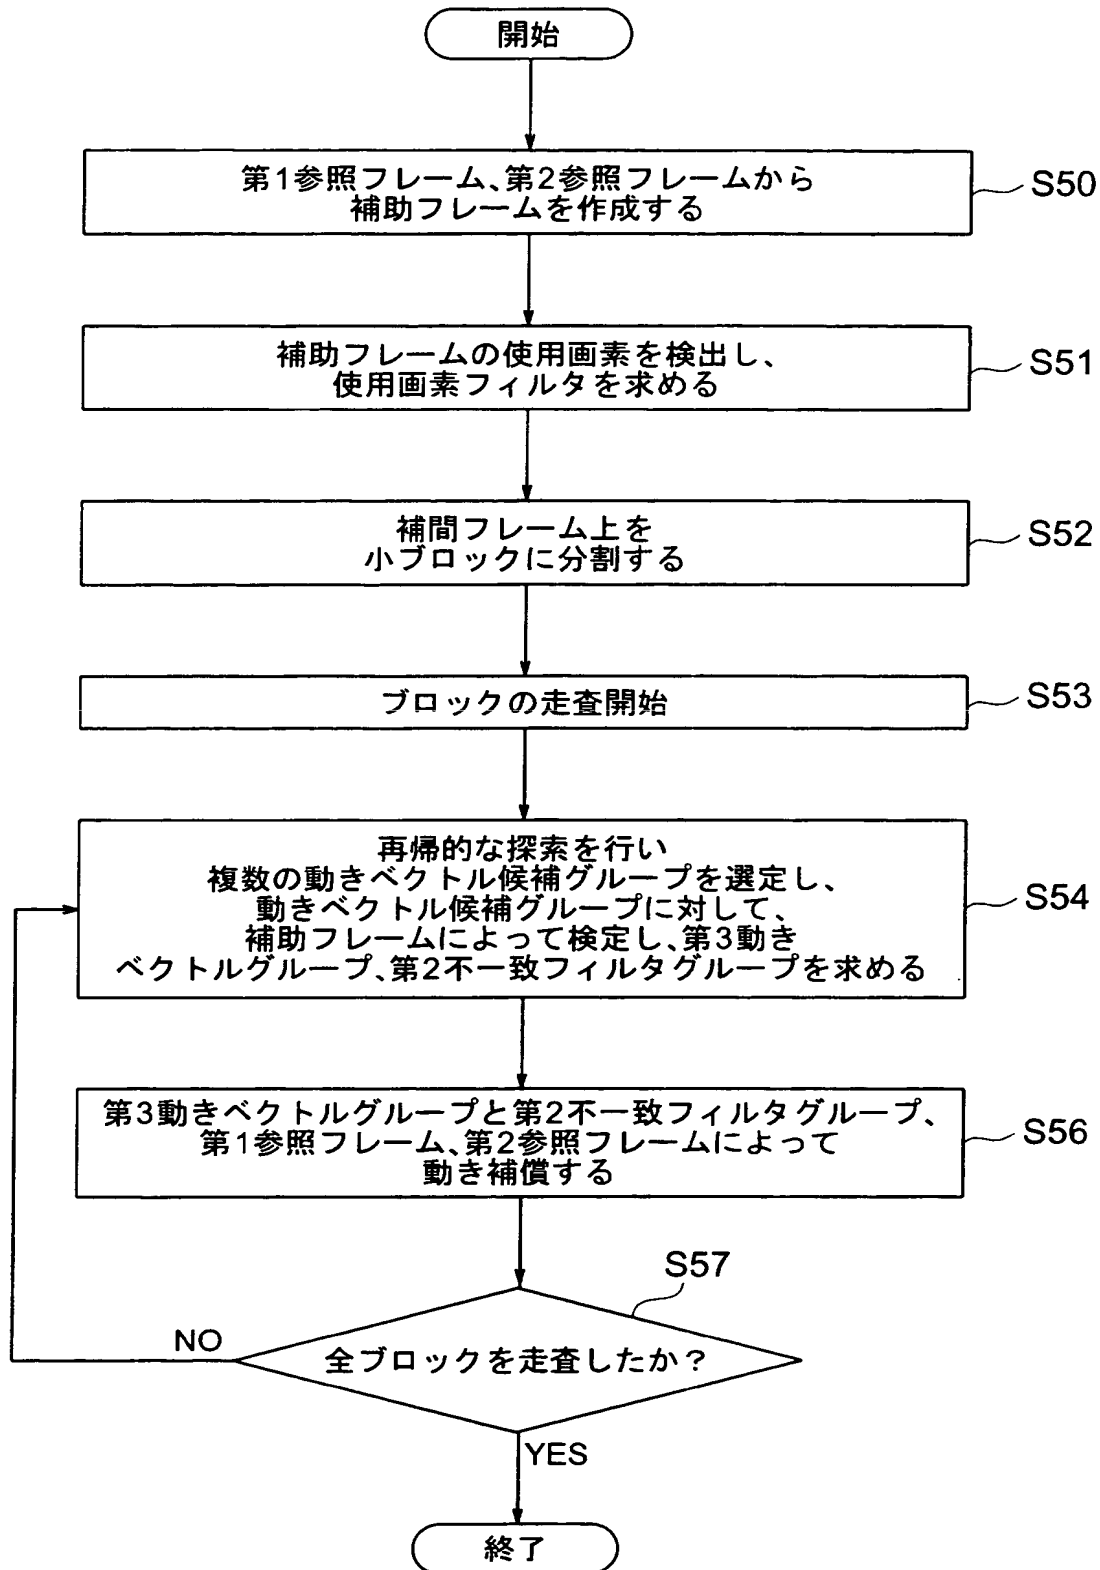 開始
第1参照フレーム、第2参照フレームから
補助フレームを作成する
S50
補助フレームの使用画素を検出し、
使用画素フィルタを求める
S51
補間フレーム上を
小ブロックに分割する
S52
ブロックの走査開始
S53
再帰的な探索を行い
複数の動きベクトル候補グループを選定し、
動きベクトル候補グループに対して、
補助フレームによって検定し、第3動き
ベクトルグループ、第2不一致フィルタグループを求める
S54
第3動きベクトルグループと第2不一致フィルタグループ、
第1参照フレーム、第2参照フレームによって
動き補償する
S56
S57
NO
全ブロックを走査したか？
YES
終了